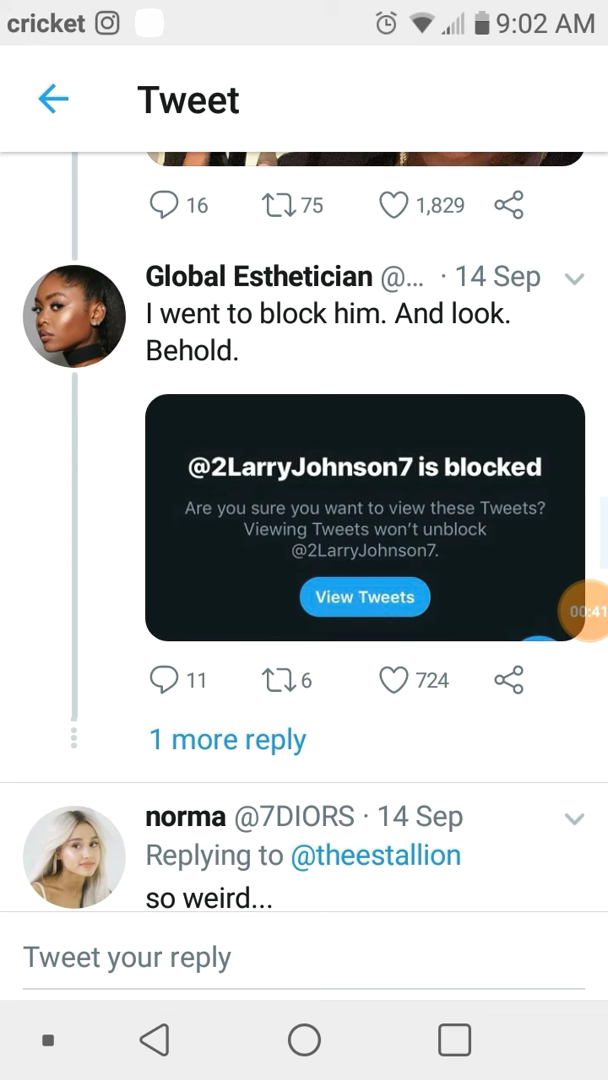 cricket 9:02 AM
Tweet
16 75 1,829
Global Esthetician @... · 14 Sep
I went to block him. And look.
Behold.
@2LarryJohnson7 is blocked
Are you sure you want to view these Tweets?
Viewing Tweets won't unblock
@2LarryJohnson7.
View Tweets
00:41
11 6 724
1 more reply
norma @7DIORS · 14 Sep
Replying to @theestallion
so weird...
Tweet your reply